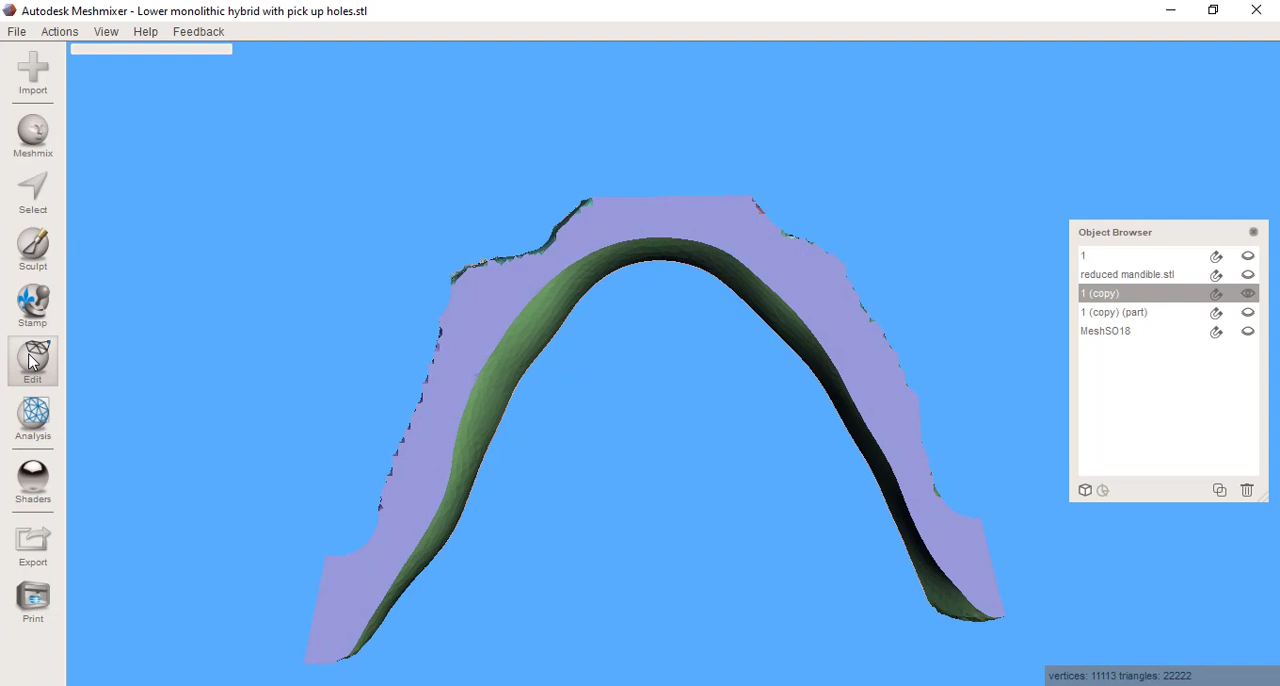 Autodesk Meshmixer - Lower monolithic hybrid with pick up holes.stl
File Actions View Help Feedback
Import
Meshmix
Select
Sculpt
Stamp
Edit
Analysis
Shaders
Export
Print
Object Browser
1
reduced mandible.stl
1 (copy)
1 (copy) (part)
MeshSO18
vertices: 11113 triangles: 22222